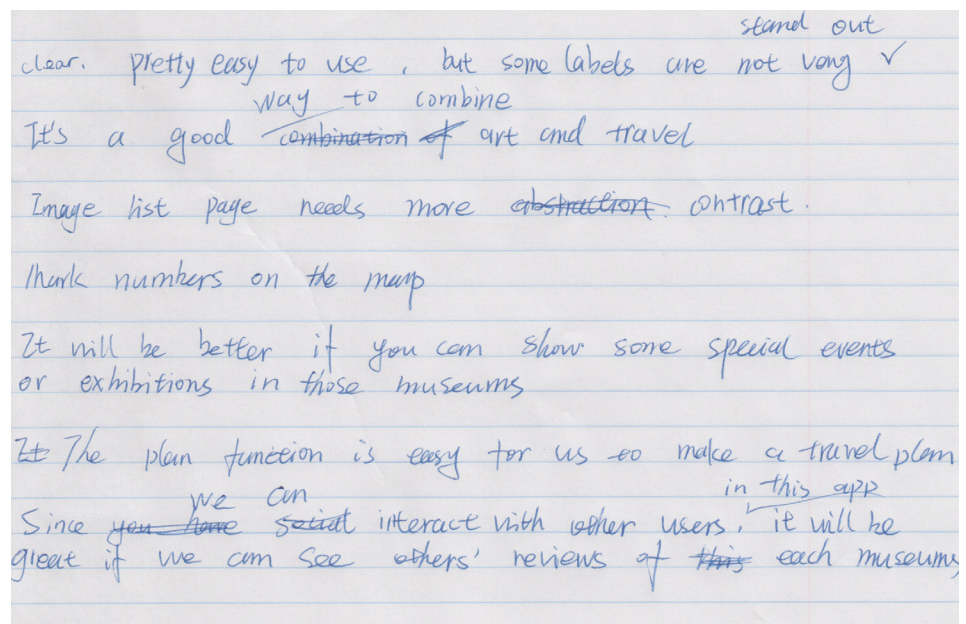 stand out
clear. pretty easy to use, but some labels are not very ✓
way to combine
It's a good combination of art and travel
Image list page needs more abstraction. contrast.
Mark numbers on the map
It will be better if you can show some special events
or exhibitions in those museums
It The plan function is easy for us to make a travel plan
we can in this app
Since you have social interact with other users, it will be
great if we can see others' reviews of this each museums,